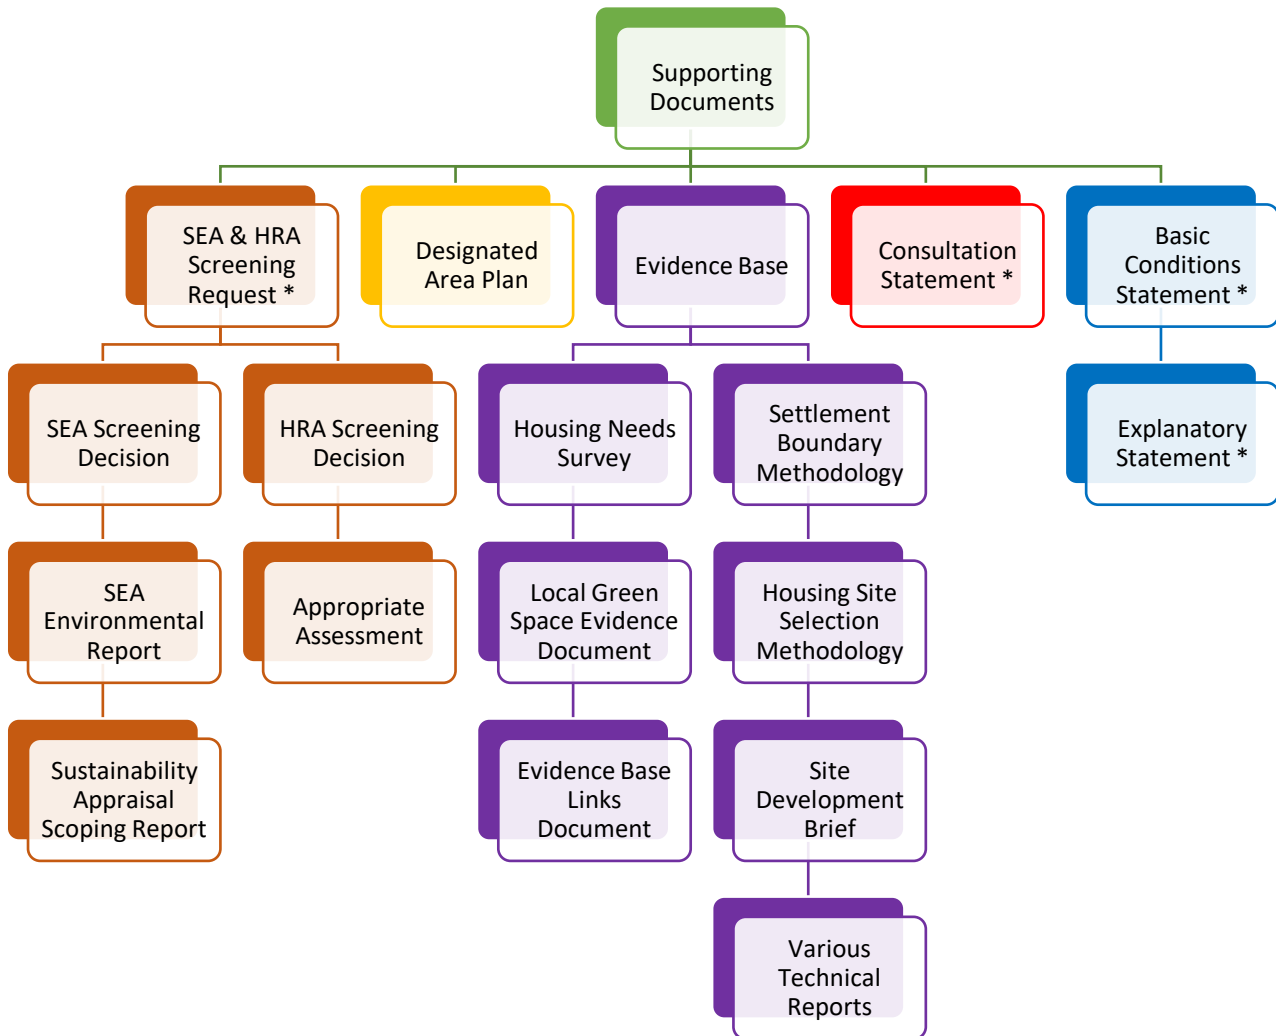 Supporting
Documents
SEA & HRA
Screening
Request *
Designated
Area Plan
Evidence Base
Consultation
Statement *
Basic
Conditions
Statement *
SEA Screening
Decision
HRA Screening
Decision
Housing Needs
Survey
Settlement
Boundary
Methodology
Explanatory
Statement *
SEA
Environmental
Report
Appropriate
Assessment
Local Green
Space Evidence
Document
Housing Site
Selection
Methodology
Sustainability
Appraisal
Scoping Report
Evidence Base
Links
Document
Site
Development
Brief
Various
Technical
Reports